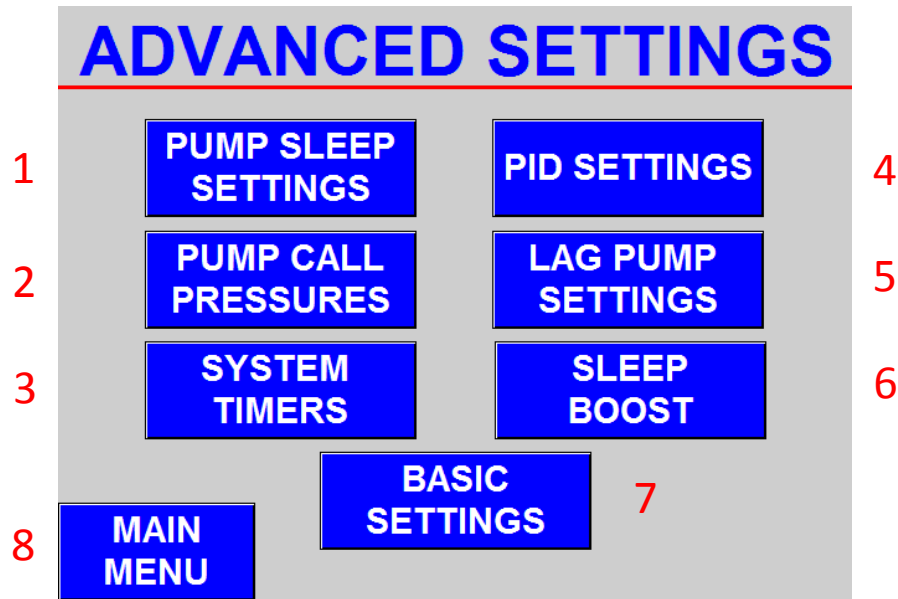 ADVANCED SETTINGS
1
PUMP SLEEP
SETTINGS
PID SETTINGS
4
2
PUMP CALL
PRESSURES
LAG PUMP
SETTINGS
5
3
SYSTEM
TIMERS
SLEEP
BOOST
6
BASIC
SETTINGS
7
8
MAIN
MENU